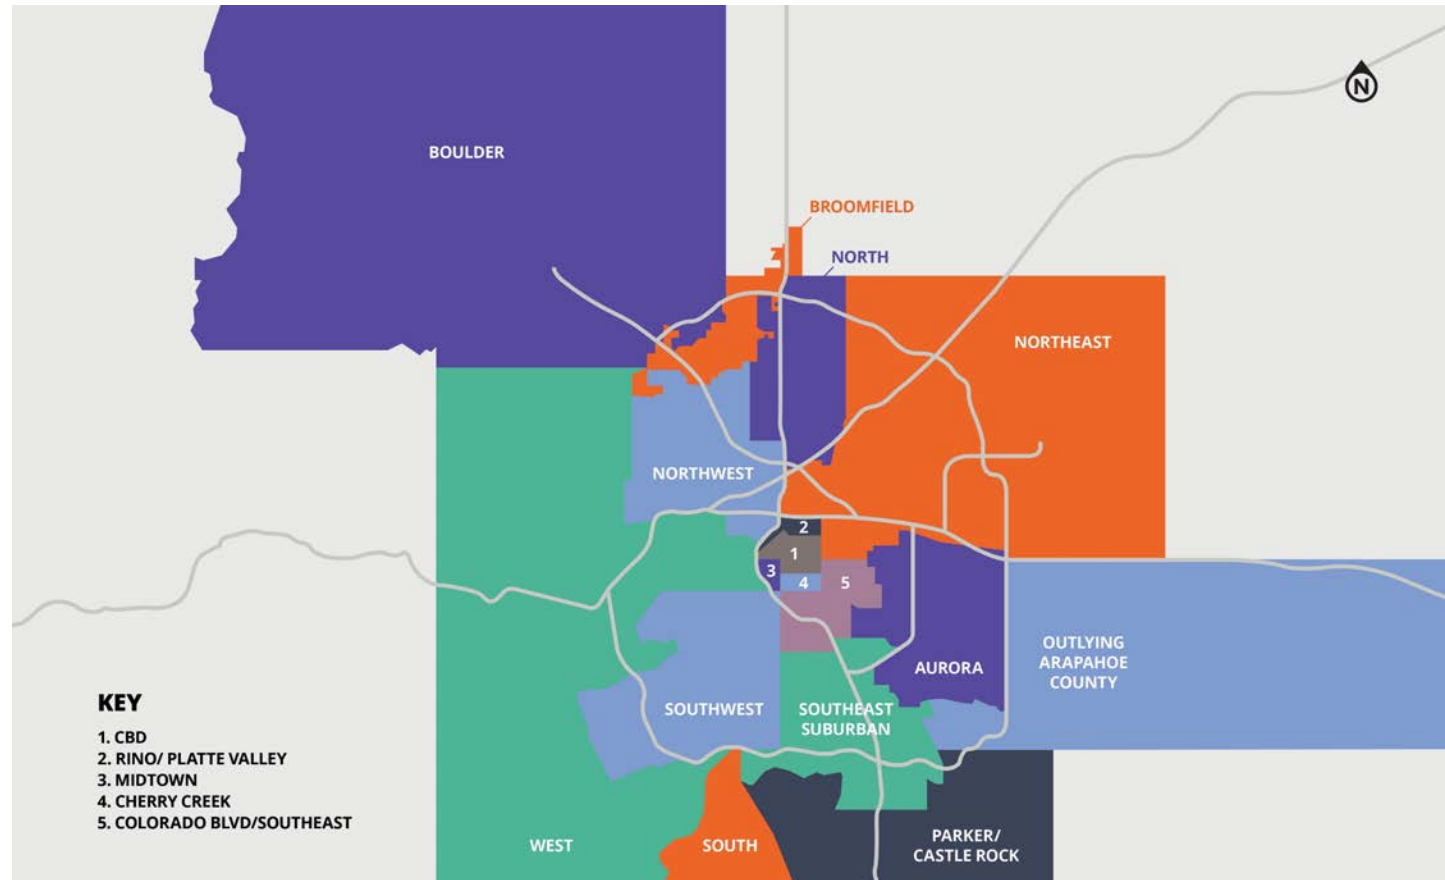 N
BOULDER
BROOMFIELD
NORTH
NORTHEAST
NORTHWEST
2
1
3
4
5
OUTLYING
ARAPAHOE
COUNTY
AURORA
SOUTHWEST
SOUTHEAST
SUBURBAN
KEY
1. CBD
2. RINO/ PLATTE VALLEY
3. MIDTOWN
4. CHERRY CREEK
5. COLORADO BLVD/SOUTHEAST
WEST
SOUTH
PARKER/
CASTLE ROCK